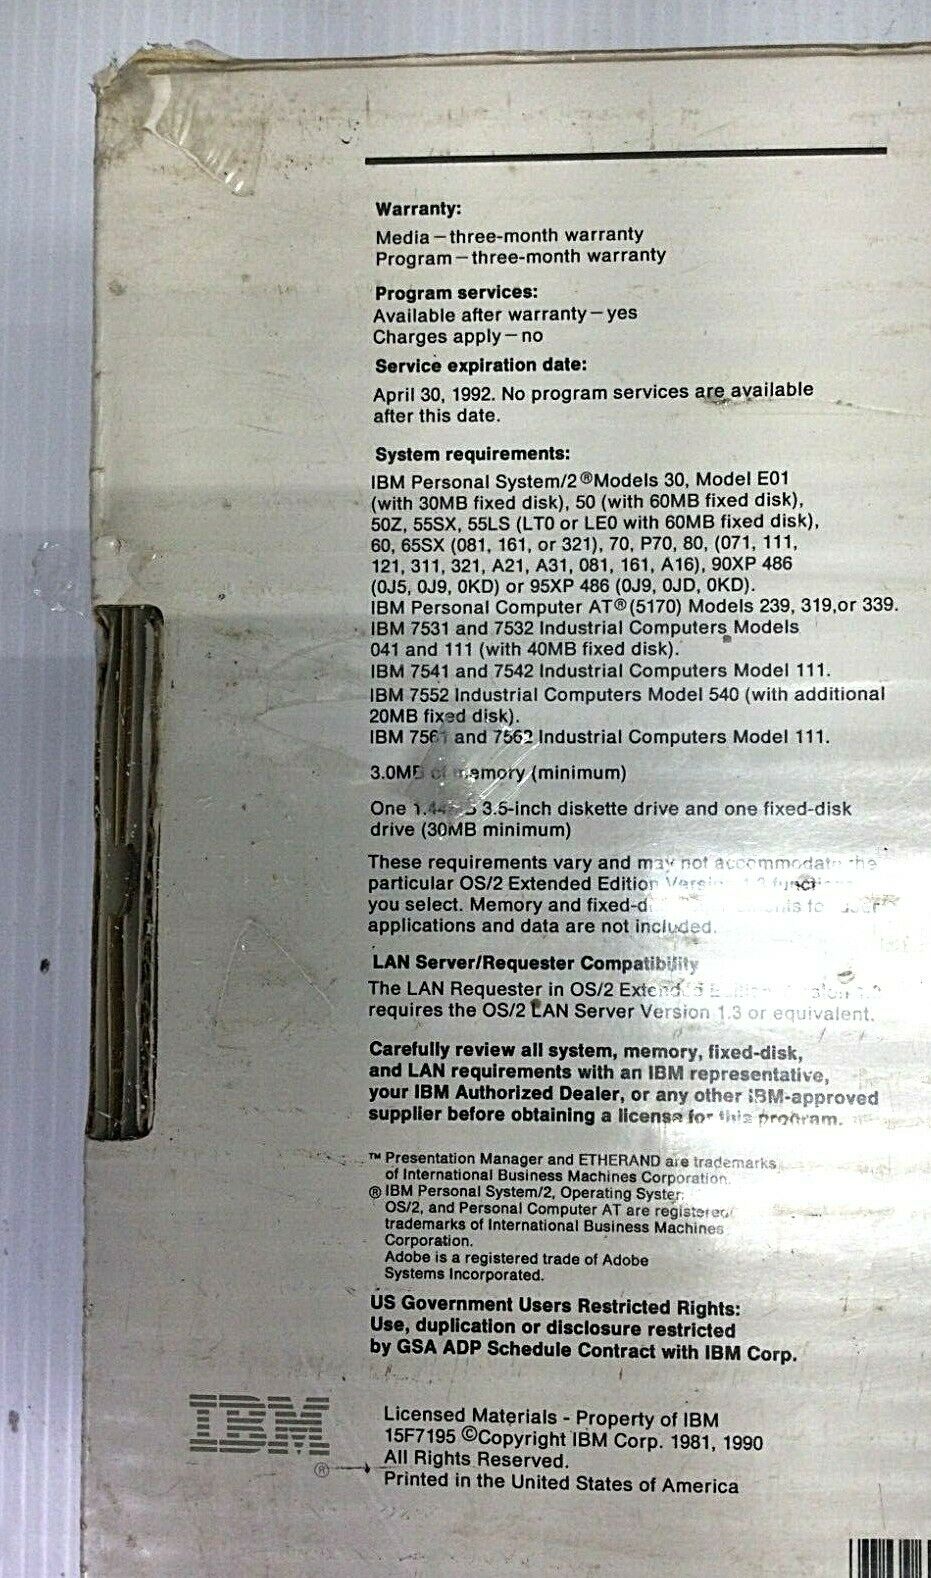 Warranty:
Media—three-month warranty
Program—three-month warranty
Program services:
Available after warranty—yes
Charges apply—no
Service expiration date:
April 30, 1992. No program services are available
after this date.
System requirements:
IBM Personal System/2®Models 30, Model E01
(with 30MB fixed disk), 50 (with 60MB fixed disk),
50Z, 55SX, 55LS (LT0 or LE0 with 60MB fixed disk),
60, 65SX (081, 161, or 321), 70, P70, 80, (071, 111,
121, 311, 321, A21, A31, 081, 161, A16), 90XP 486
(0J5, 0J9, 0KD) or 95XP 486 (0J9, 0JD, 0KD).
IBM Personal Computer AT®(5170) Models 239, 319,or 339.
IBM 7531 and 7532 Industrial Computers Models
041 and 111 (with 40MB fixed disk).
IBM 7541 and 7542 Industrial Computers Model 111.
IBM 7552 Industrial Computers Model 540 (with additional
20MB fixed disk).
IBM 7561 and 7562 Industrial Computers Model 111.
3.0MB of memory (minimum)
One 1.44MB 3.5-inch diskette drive and one fixed-disk
drive (30MB minimum)
These requirements vary and may not accommodate the
particular OS/2 Extended Edition Version 1.3
you select. Memory and
applications and data are not included.
LAN Server/Requester Compatibility
The LAN Requester in OS/2 Extended Edition
requires the OS/2 LAN Server Version 1.3 or equivalent.
Carefully review all system, memory, fixed-disk,
and LAN requirements with an IBM representative,
your IBM Authorized Dealer, or any other IBM-approved
supplier before obtaining a license for this program.
™ Presentation Manager and ETHERAND are trademarks
of International Business Machines Corporation.
® IBM Personal System/2, Operating System
OS/2, and Personal Computer AT are registered
trademarks of International Business Machines
Corporation.
Adobe is a registered trade of Adobe
Systems Incorporated.
US Government Users Restricted Rights:
Use, duplication or disclosure restricted
by GSA ADP Schedule Contract with IBM Corp.
IBM®
Licensed Materials - Property of IBM
15F7195 ©Copyright IBM Corp. 1981, 1990
All Rights Reserved.
Printed in the United States of America